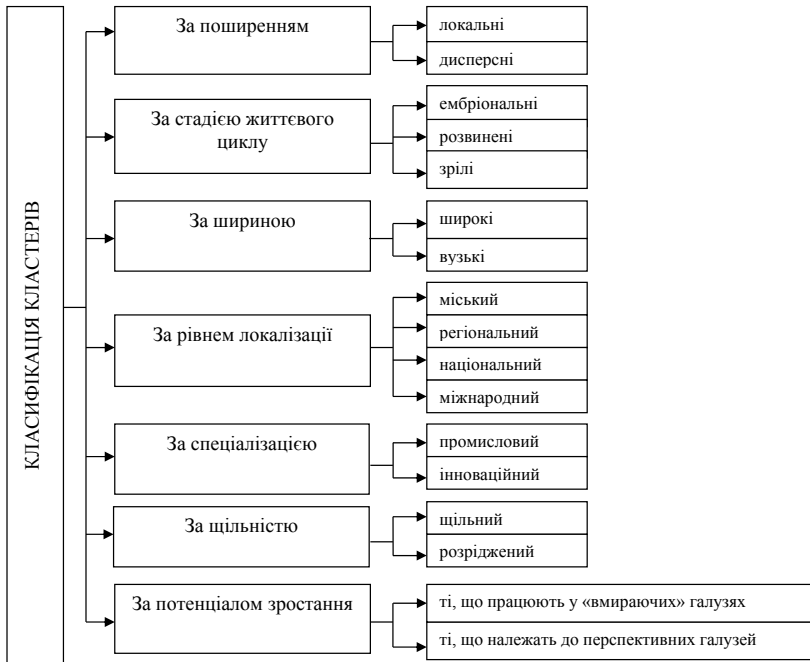 КЛАСИФІКАЦІЯ КЛАСТЕРІВ
За поширенням
локальні
дисперсні
За стадією життєвого
циклу
ембріональні
розвинені
зрілі
За шириною
широкі
вузькі
За рівнем локалізації
міський
регіональний
національний
міжнародний
За спеціалізацією
промисловий
інноваційний
За щільністю
щільний
розріджений
За потенціалом зростання
ті, що працюють у «вмираючих» галузях
ті, що належать до перспективних галузей